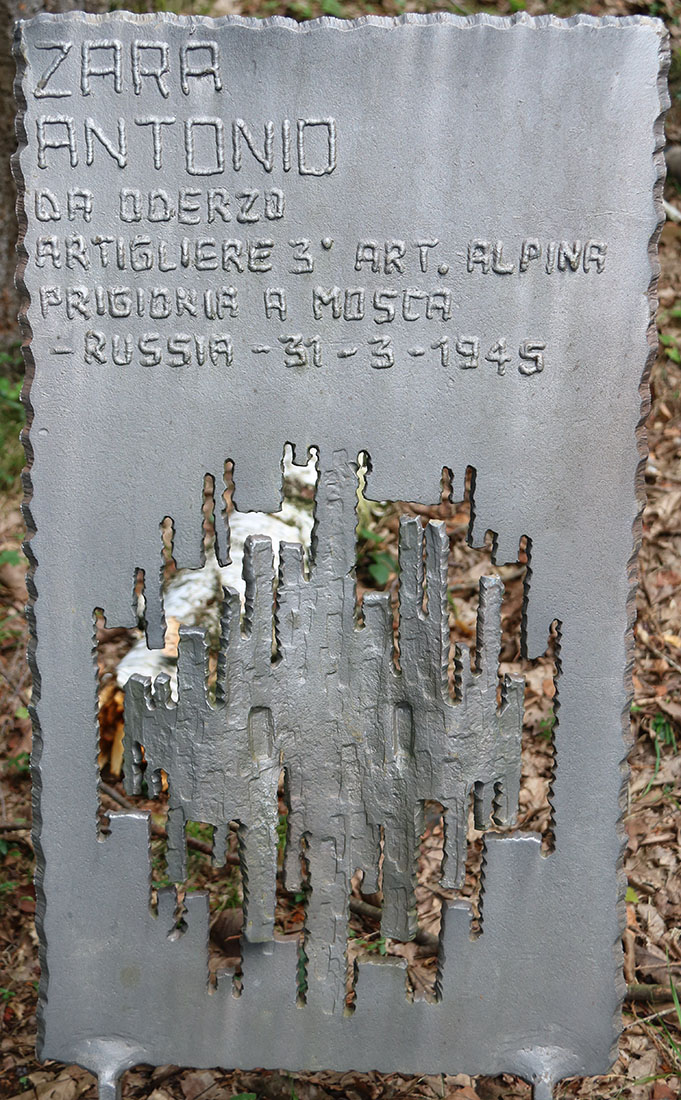 ZARA
ANTONIO
DA ODERZO
ARTIGLIERE 3° ART. ALPINA
PRIGIONIA A MOSCA
- RUSSIA - 31 - 3 - 1945